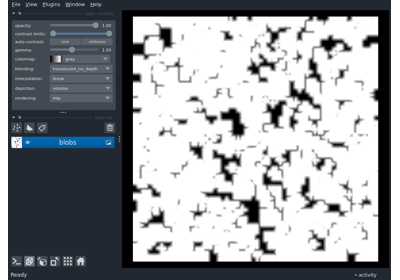 File View Plugins Window Help
opacity: 1.00
contrast limits:
auto-contrast: once continuous
gamma: 1.00
colormap: gray
blending: translucent_no_depth
interpolation: linear
depiction: volume
rendering: mip
blobs
Ready
activity